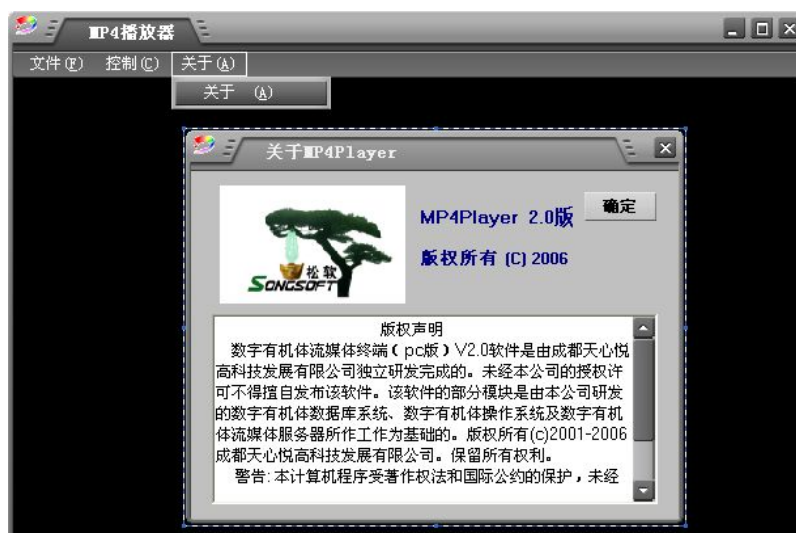 MP4播放器
文件(F) 控制(C) 关于(A)
关于 (A)
关于MP4Player
松软
SONGSOFT
MP4Player 2.0版
确定
版权所有 (C) 2006
版权声明
数字有机体流媒体终端(pc版)V2.0软件是由成都天心悦
高科技发展有限公司独立研发完成的。未经本公司的授权许
可不得擅自发布该软件。该软件的部分模块是由本公司研发
的数字有机体数据库系统、数字有机体操作系统及数字有机
体流媒体服务器所作工作为基础的。版权所有(c)2001-2006
成都天心悦高科技发展有限公司。保留所有权利。
警告:本计算机程序受著作权法和国际公约的保护,未经